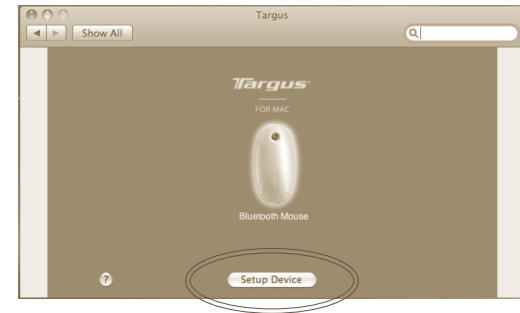 Targus
Show All
Targus
FOR MAC
Bluetooth Mouse
?
Setup Device